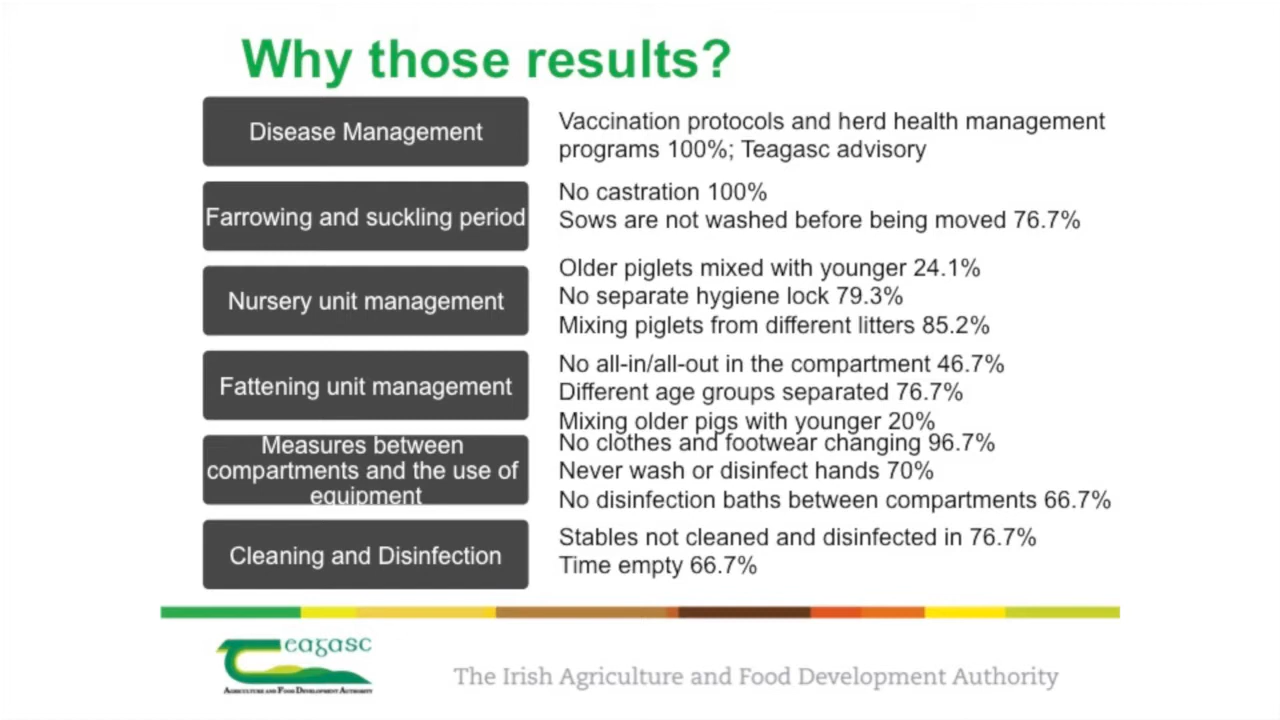 Why those results?
Disease Management
Vaccination protocols and herd health management
programs 100%; Teagasc advisory
Farrowing and suckling period
No castration 100%
Sows are not washed before being moved 76.7%
Nursery unit management
Older piglets mixed with younger 24.1%
No separate hygiene lock 79.3%
Mixing piglets from different litters 85.2%
Fattening unit management
No all-in/all-out in the compartment 46.7%
Different age groups separated 76.7%
Mixing older pigs with younger 20%
Measures between
compartments and the use of
equipment
No clothes and footwear changing 96.7%
Never wash or disinfect hands 70%
No disinfection baths between compartments 66.7%
Cleaning and Disinfection
Stables not cleaned and disinfected in 76.7%
Time empty 66.7%
Teagasc
Agriculture and Food Development Authority
The Irish Agriculture and Food Development Authority